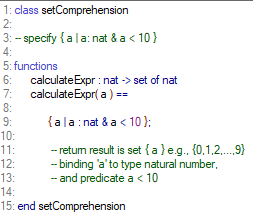 1: class setComprehension
2:
3: -- specify { a | a: nat & a < 10 }
4:
5: functions
6: calculateExpr : nat -> set of nat
7: calculateExpr( a ) ==
8:
9: { a | a : nat & a < 10 };
10:
11: -- return result is set { a } e.g., {0,1,2,...,9}
12: -- binding 'a' to type natural number,
13: -- and predicate a < 10
14:
15: end setComprehension